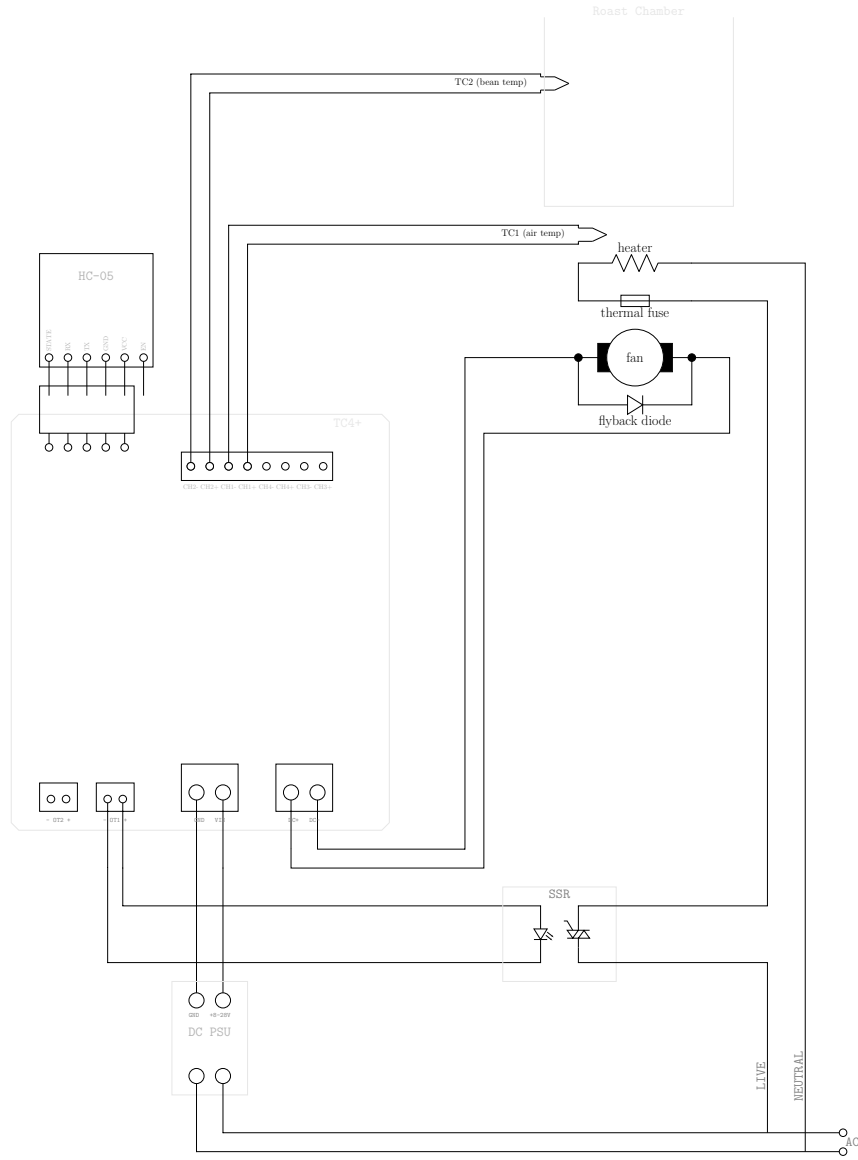 Roast Chamber
TC2 (bean temp)
TC1 (air temp)
heater
HC-05
thermal fuse
STATE
RX
TX
GND
VCC
EN
fan
TC4+
flyback diode
CH2- CH2+ CH1- CH1+ CH4- CH4+ CH3- CH3+
- OT2 +
- OT1 +
GND
VIN
DC+
DC-
SSR
GND
+6-26V
DC PSU
LIVE
NEUTRAL
AC